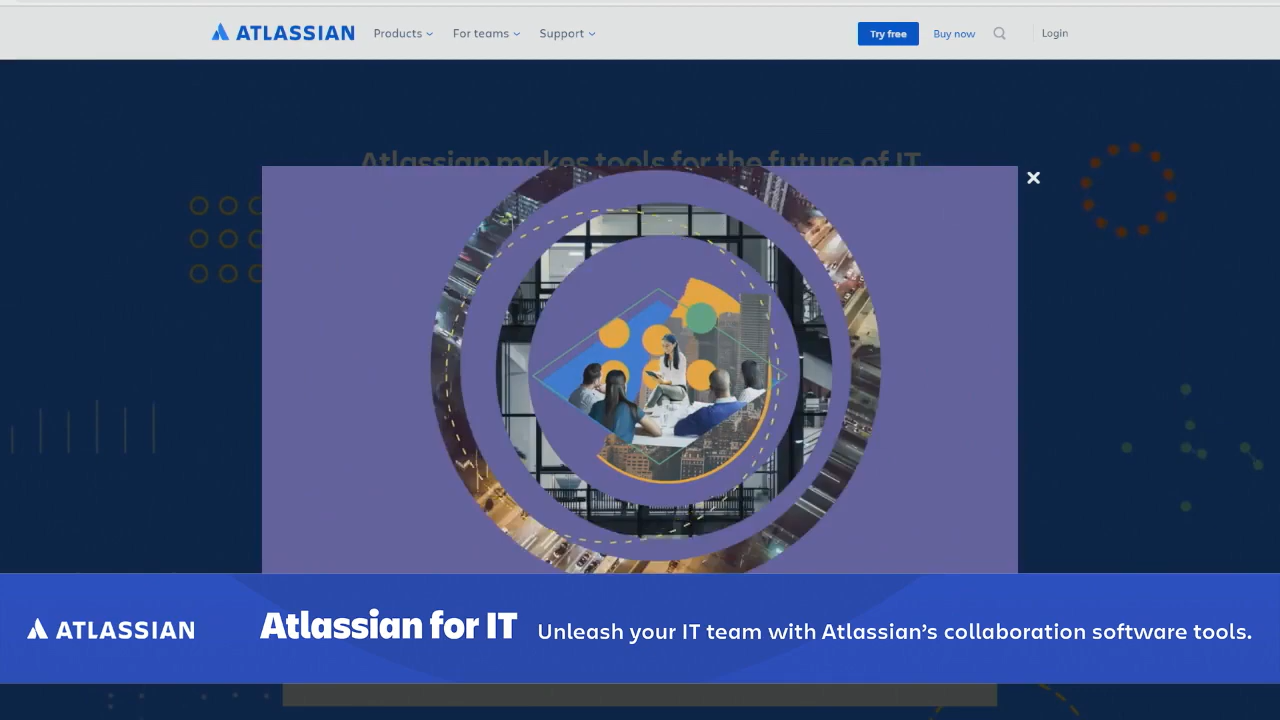 ATLASSIAN Products For teams Support Try free Buy now Login
Atlassian makes tools for the future of IT
ATLASSIAN Atlassian for IT Unleash your IT team with Atlassian’s collaboration software tools.